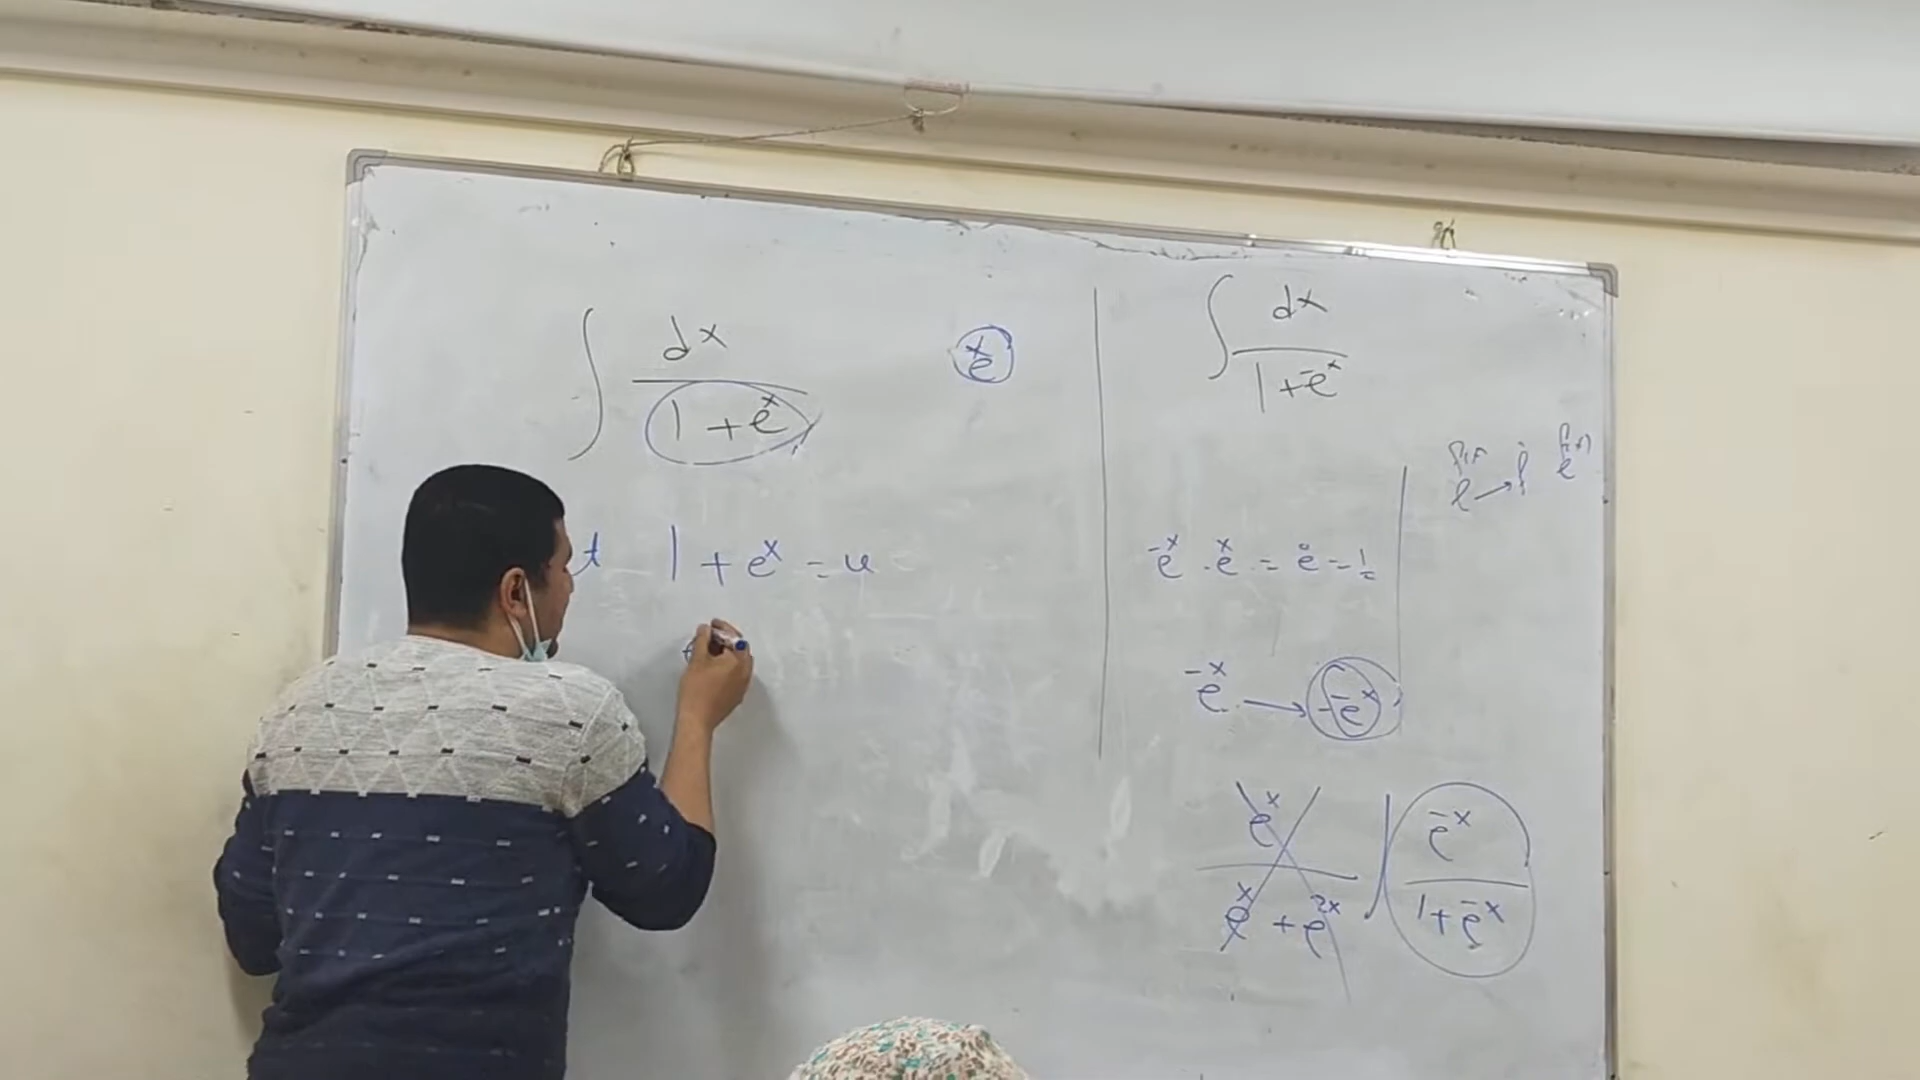 ∫ dx / (1 + e^x)
e^x
t 1 + e^x = u
∫ dx / (1 + e^-x)
e^-x . e^x = e^0 = 1
e^-x → -e^-x
e^x / (e^x + e^2x)
∫ e^-x / (1 + e^-x)